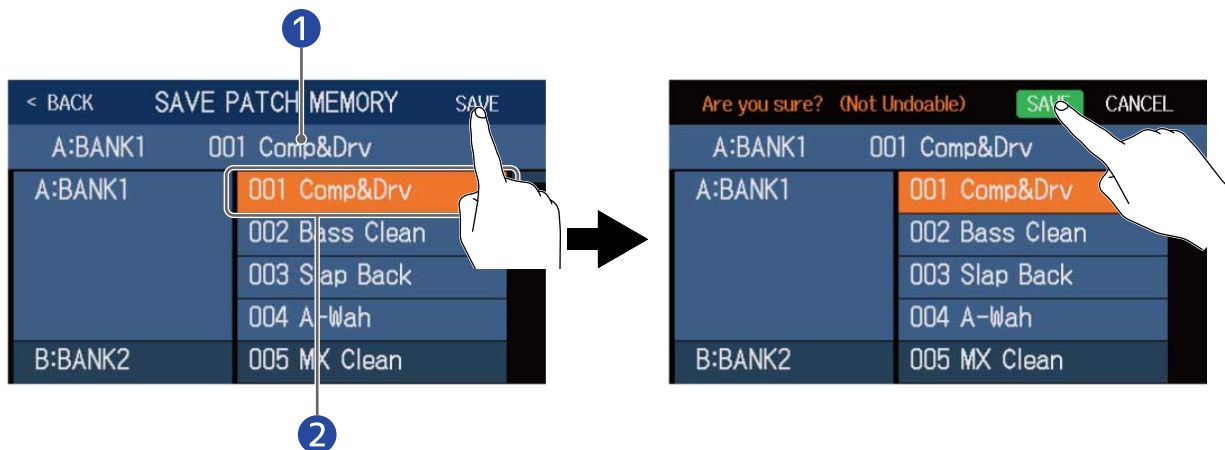 1
< BACK SAVE PATCH MEMORY SAVE
A:BANK1 001 Comp&Drv
A:BANK1 001 Comp&Drv
002 Bass Clean
003 Slap Back
004 A-Wah
B:BANK2 005 MX Clean
2
Are you sure? (Not Undoable) SAVE CANCEL
A:BANK1 001 Comp&Drv
A:BANK1 001 Comp&Drv
002 Bass Clean
003 Slap Back
004 A-Wah
B:BANK2 005 MX Clean